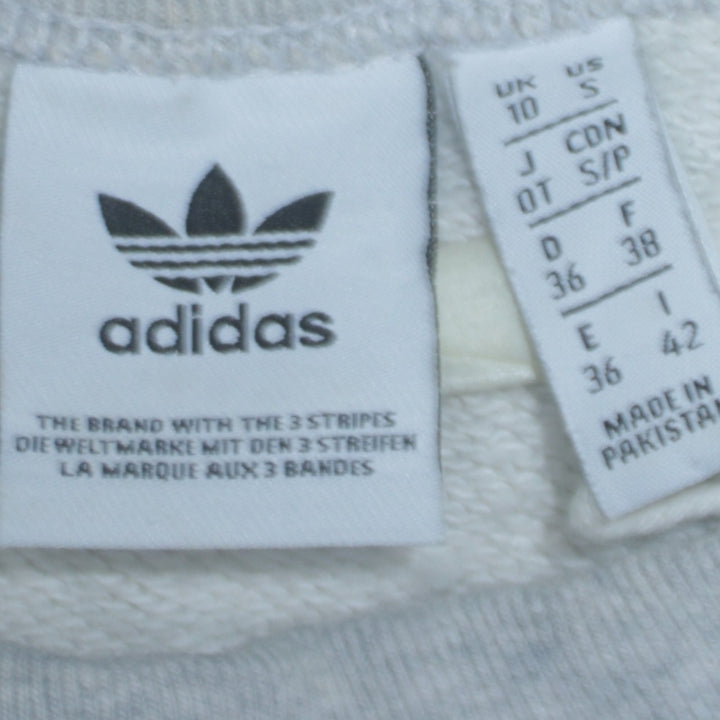 adidas
THE BRAND WITH THE 3 STRIPES
DIE WELTMARKE MIT DEN 3 STREIFEN
LA MARQUE AUX 3 BANDES
UK US
10 S
J CDN
OT S/P
D F
36 38
E I
36 42
MADE IN
PAKISTAN